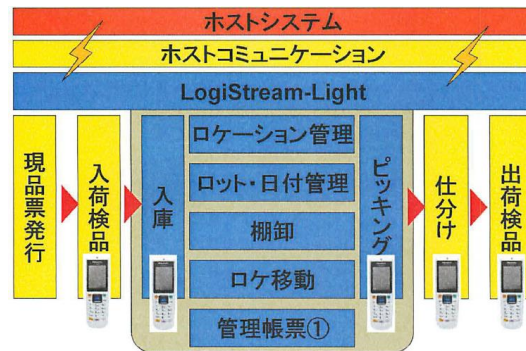 ホストシステム
ホストコミュニケーション
LogiStream-Light
現品票発行
入荷検品
入庫
ロケーション管理
ロット・日付管理
棚卸
ロケ移動
管理帳票①
ピッキング
仕分け
出荷検品